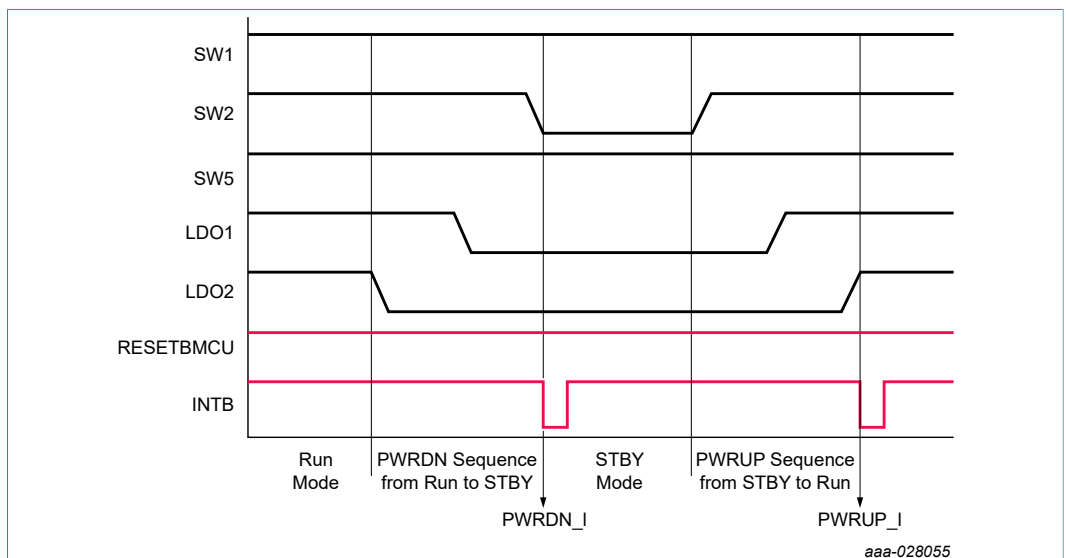 SW1
SW2
SW5
LDO1
LDO2
RESETBMCU
INTB
Run
Mode
PWRDN Sequence
from Run to STBY
STBY
Mode
PWRUP Sequence
from STBY to Run
PWRDN_I
PWRUP_I
aaa-028055